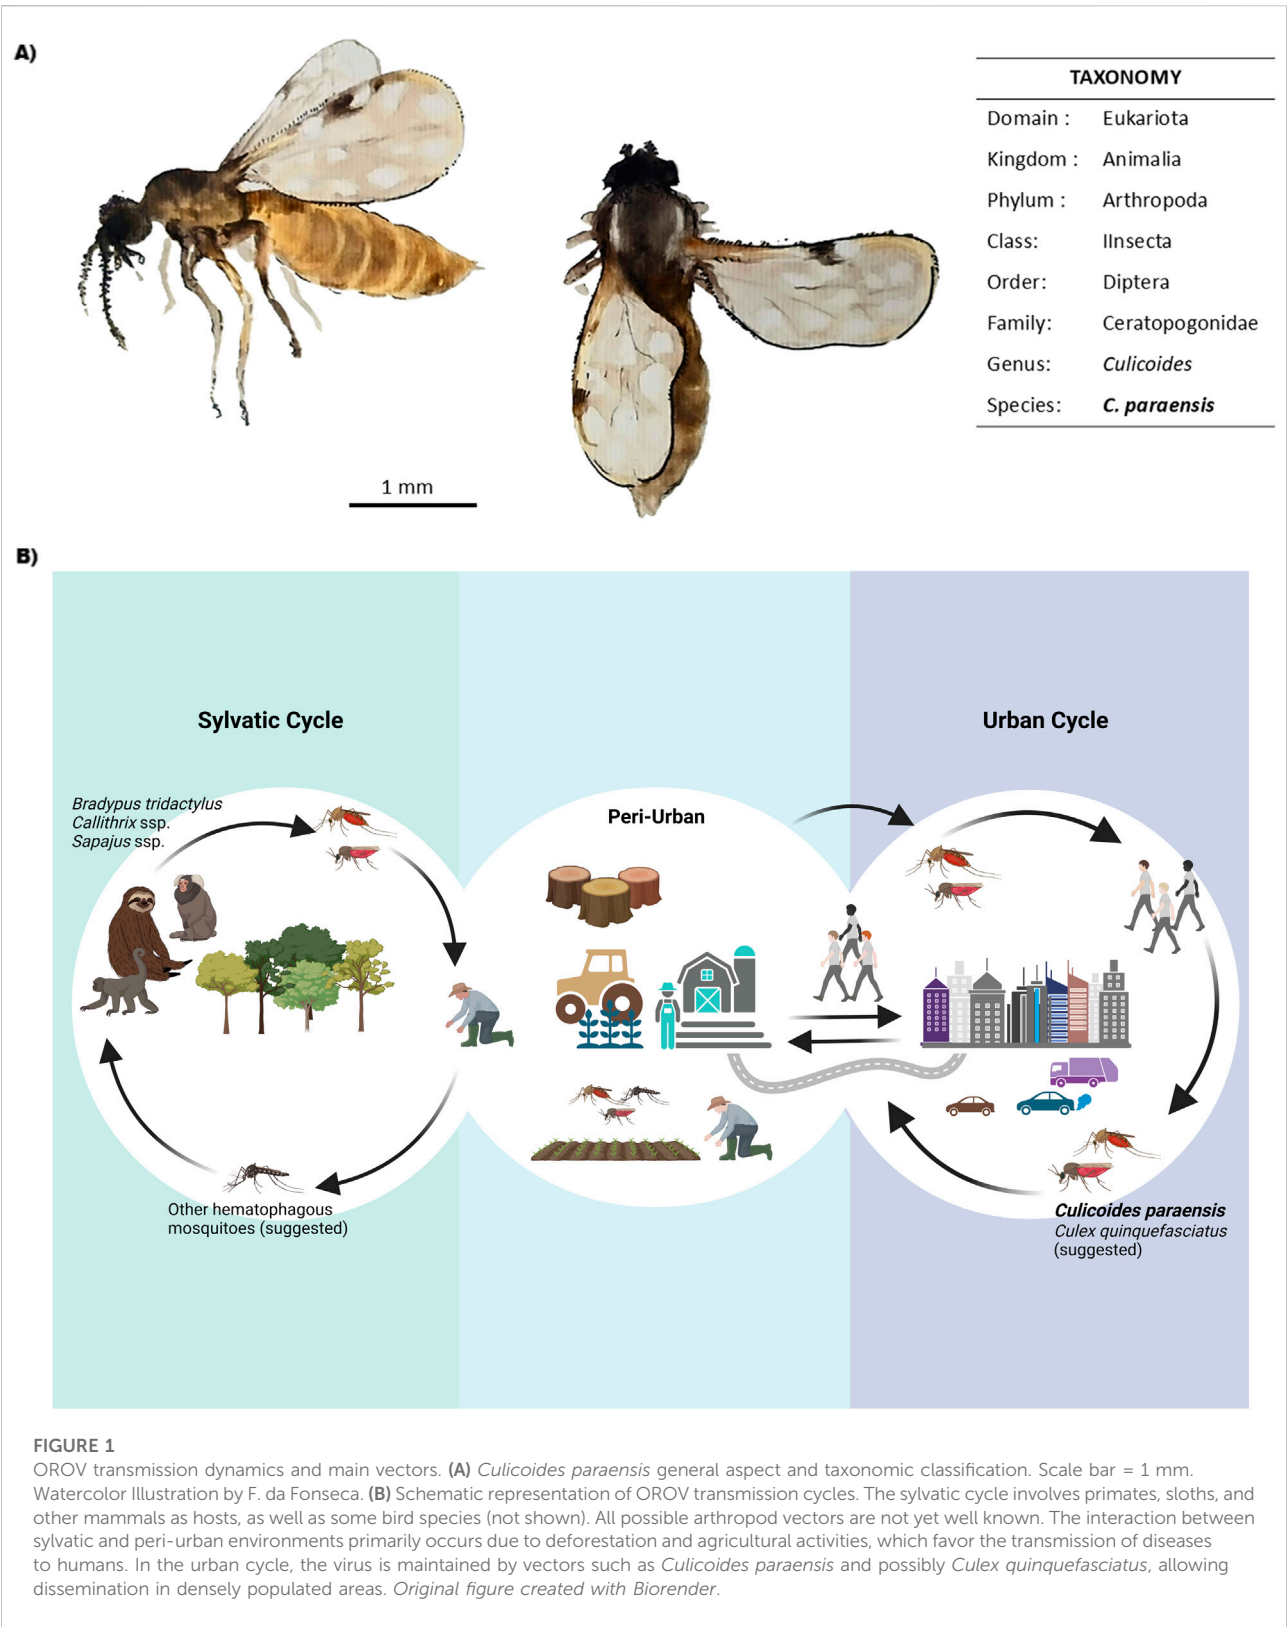 A)
TAXONOMY
Domain : Eukariota
Kingdom : Animalia
Phylum : Arthropoda
Class: IInsecta
Order: Diptera
Family: Ceratopogonidae
Genus: Culicoides
Species: C. paraensis
1 mm
B)
Sylvatic Cycle
Urban Cycle
Bradypus tridactylus
Callithrix ssp.
Sapajus ssp.
Peri-Urban
Other hematophagous
mosquitoes (suggested)
Culicoides paraensis
Culex quinquefasciatus
(suggested)
FIGURE 1
OROV transmission dynamics and main vectors. (A) Culicoides paraensis general aspect and taxonomic classification. Scale bar = 1 mm.
Watercolor Illustration by F. da Fonseca. (B) Schematic representation of OROV transmission cycles. The sylvatic cycle involves primates, sloths, and
other mammals as hosts, as well as some bird species (not shown). All possible arthropod vectors are not yet well known. The interaction between
sylvatic and peri-urban environments primarily occurs due to deforestation and agricultural activities, which favor the transmission of diseases
to humans. In the urban cycle, the virus is maintained by vectors such as Culicoides paraensis and possibly Culex quinquefasciatus, allowing
dissemination in densely populated areas. Original figure created with Biorender.